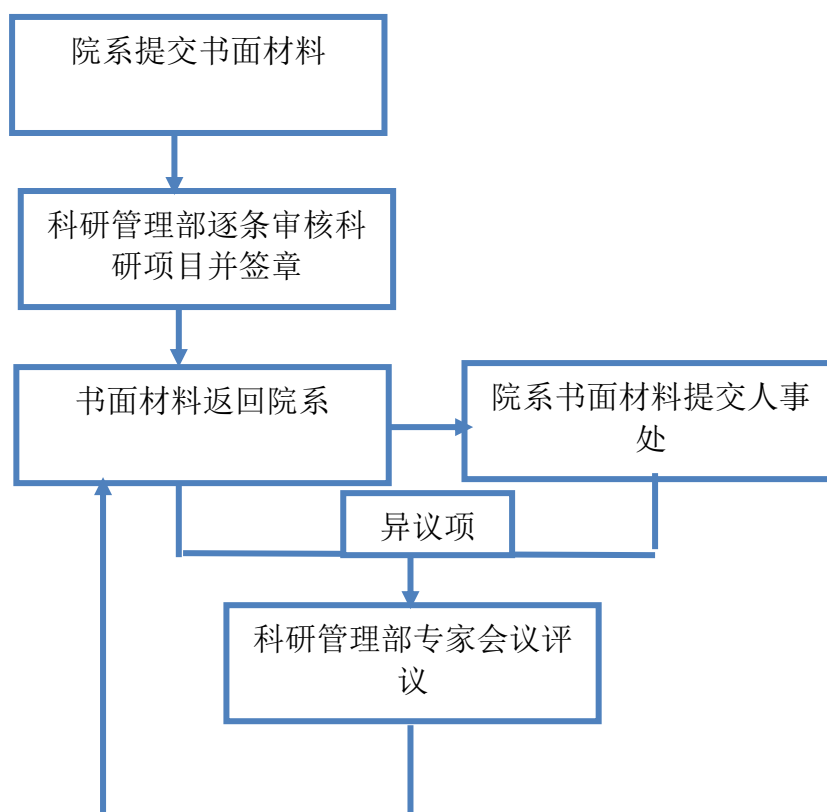 院系提交书面材料
科研管理部逐条审核科
研项目并签章
书面材料返回院系
院系书面材料提交人事
处
异议项
科研管理部专家会议评
议